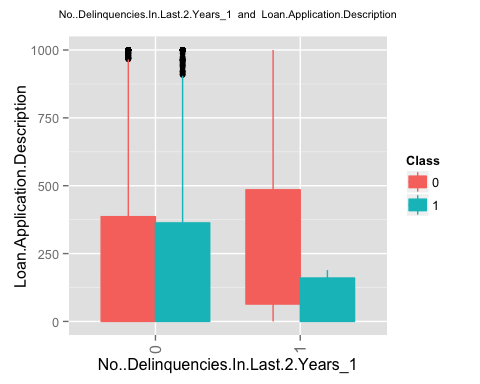 No..Delinquencies.In.Last.2.Years_1 and Loan.Application.Description
1000
750
500
250
0
Loan.Application.Description
0
1
No..Delinquencies.In.Last.2.Years_1
Class
0
1